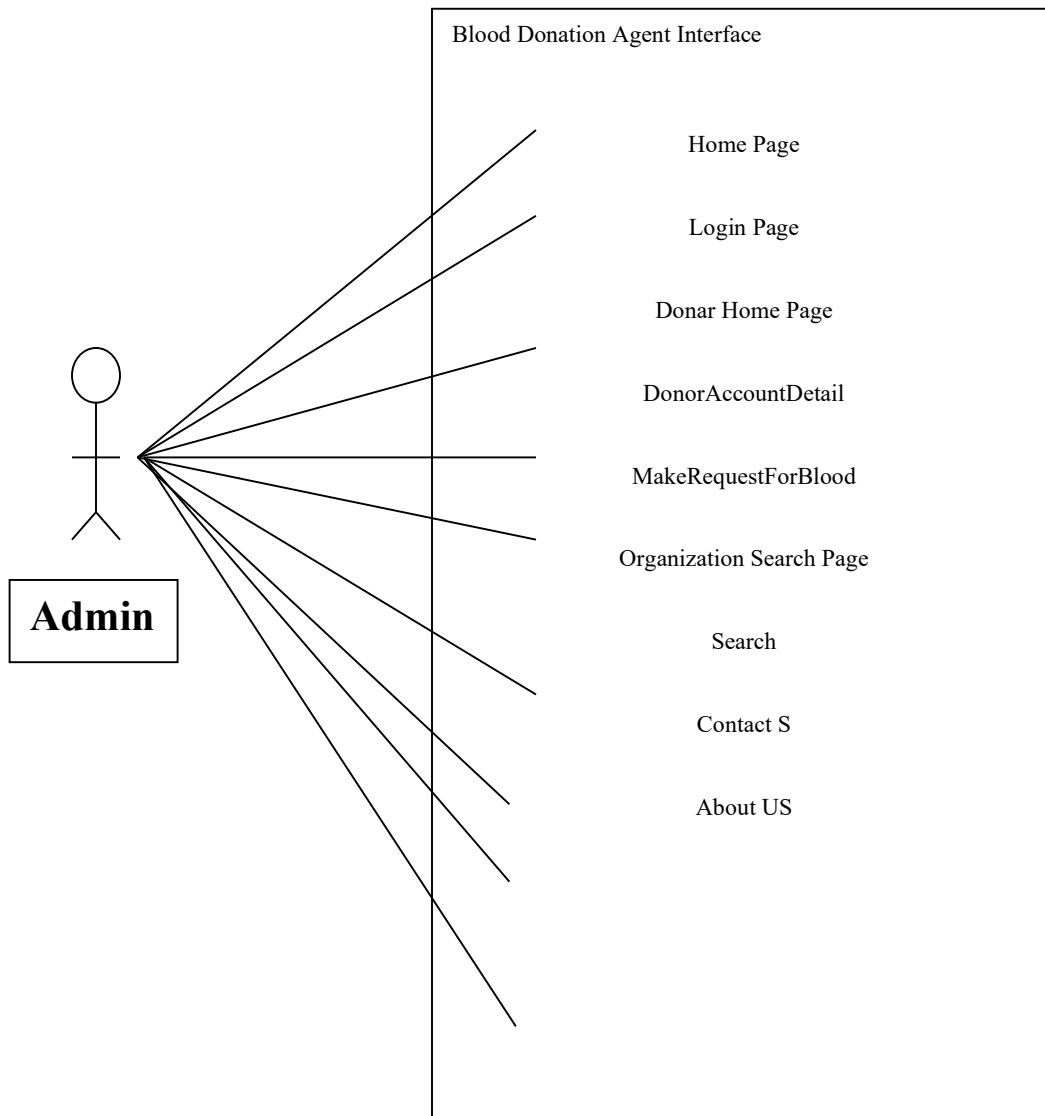 Blood Donation Agent Interface
Home Page
Login Page
Donar Home Page
DonorAccountDetail
MakeRequestForBlood
Organization Search Page
Search
Contact S
About US
Admin